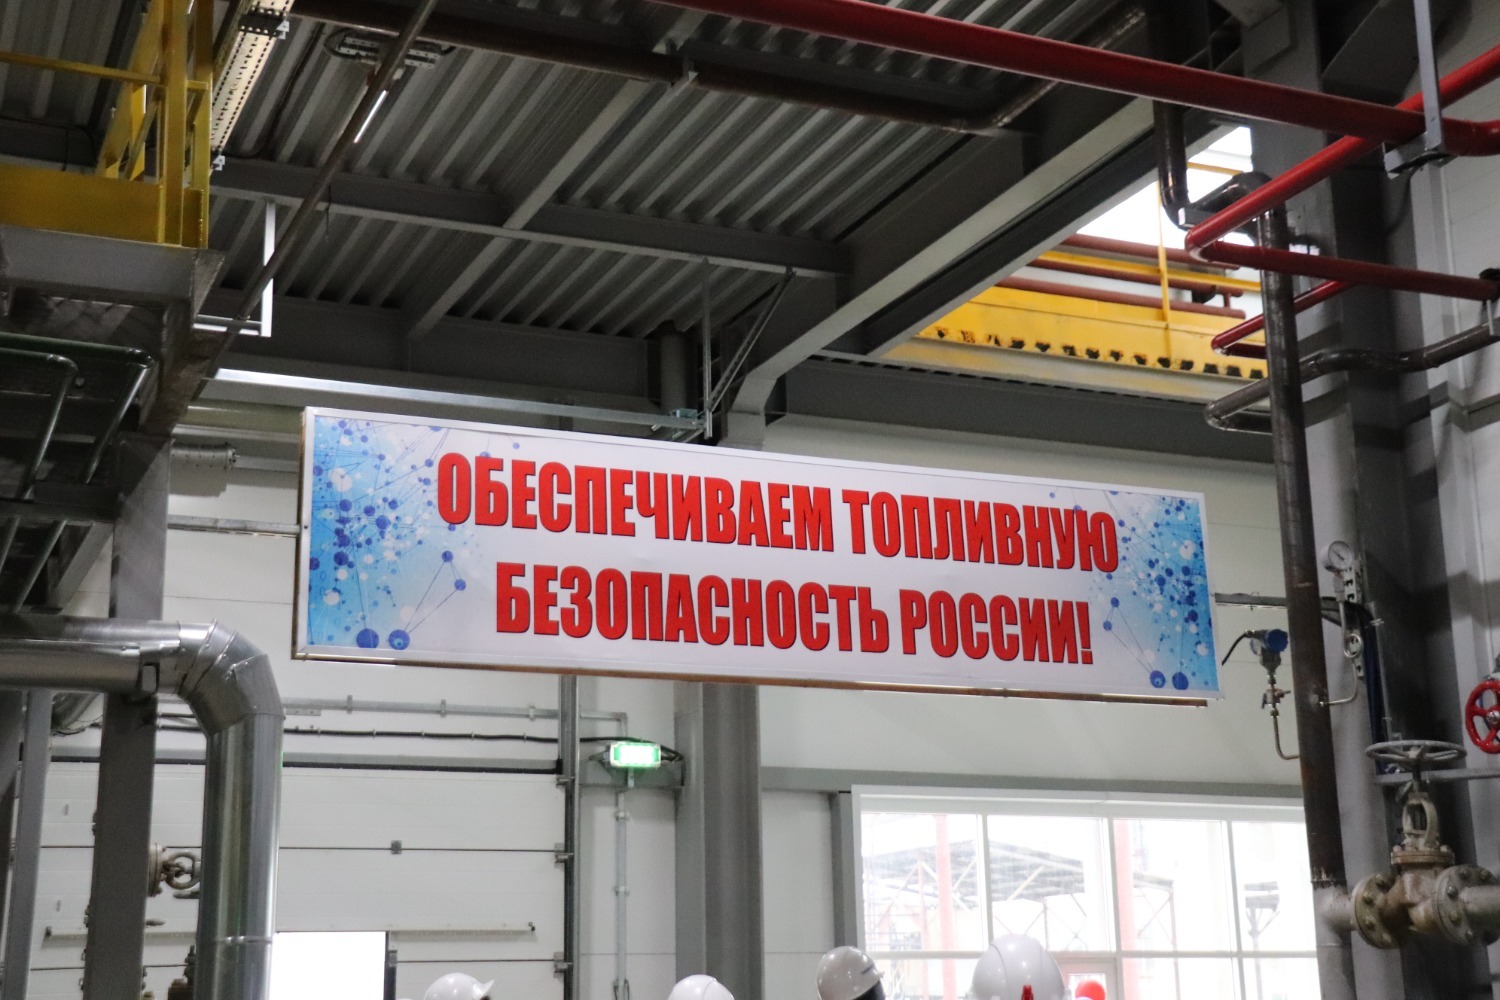 ОБЕСПЕЧИВАЕМ ТОПЛИВНУЮ
БЕЗОПАСНОСТЬ РОССИИ!